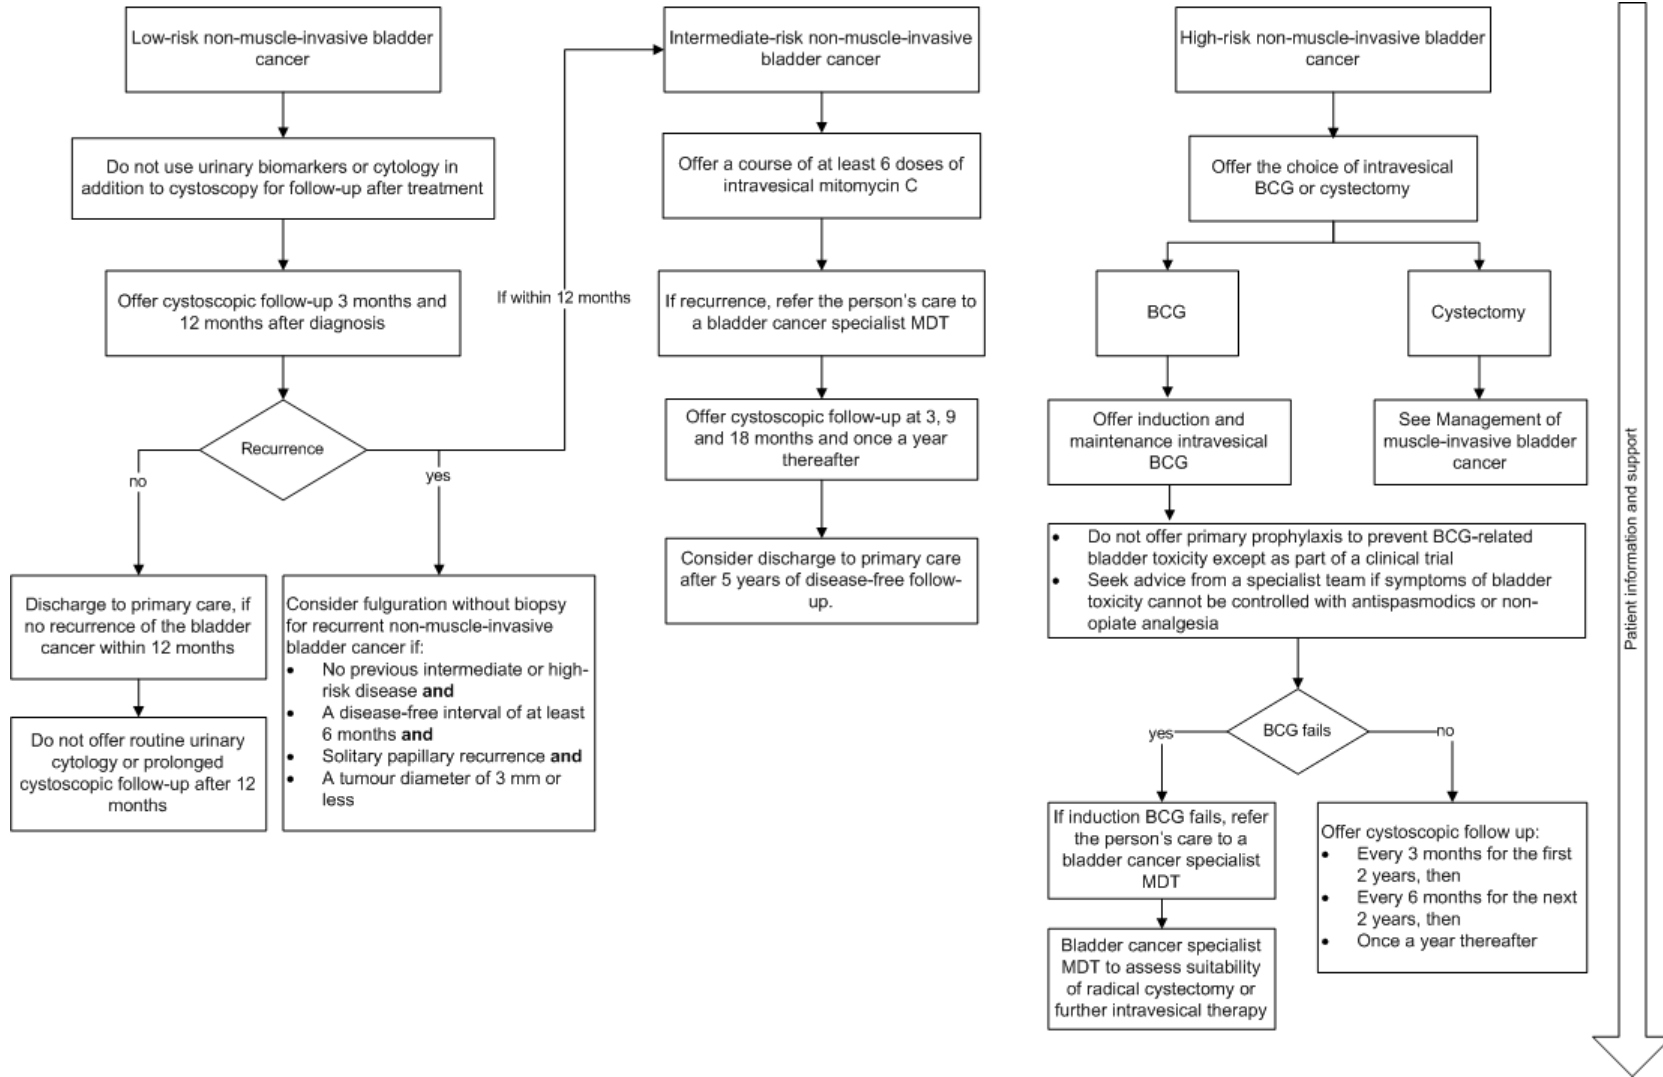 Low-risk non-muscle-invasive bladder
cancer
Do not use urinary biomarkers or cytology in
addition to cystoscopy for follow-up after treatment
Offer cystoscopic follow-up 3 months and
12 months after diagnosis
Recurrence
no
yes
If within 12 months
Discharge to primary care, if
no recurrence of the bladder
cancer within 12 months
Do not offer routine urinary
cytology or prolonged
cystoscopic follow-up after 12
months
Consider fulguration without biopsy
for recurrent non-muscle-invasive
bladder cancer if:
• No previous intermediate or high-
risk disease and
• A disease-free interval of at least
6 months and
• Solitary papillary recurrence and
• A tumour diameter of 3 mm or
less
Intermediate-risk non-muscle-invasive
bladder cancer
Offer a course of at least 6 doses of
intravesical mitomycin C
If recurrence, refer the person's care to
a bladder cancer specialist MDT
Offer cystoscopic follow-up at 3, 9
and 18 months and once a year
thereafter
Consider discharge to primary care
after 5 years of disease-free follow-
up.
High-risk non-muscle-invasive bladder
cancer
Offer the choice of intravesical
BCG or cystectomy
BCG
Cystectomy
Offer induction and
maintenance intravesical
BCG
See Management of
muscle-invasive bladder
cancer
• Do not offer primary prophylaxis to prevent BCG-related
bladder toxicity except as part of a clinical trial
• Seek advice from a specialist team if symptoms of bladder
toxicity cannot be controlled with antispasmodics or non-
opiate analgesia
BCG fails
yes
no
If induction BCG fails, refer
the person's care to a
bladder cancer specialist
MDT
Bladder cancer specialist
MDT to assess suitability
of radical cystectomy or
further intravesical therapy
Offer cystoscopic follow up:
• Every 3 months for the first
2 years, then
• Every 6 months for the next
2 years, then
• Once a year thereafter
Patient information and support